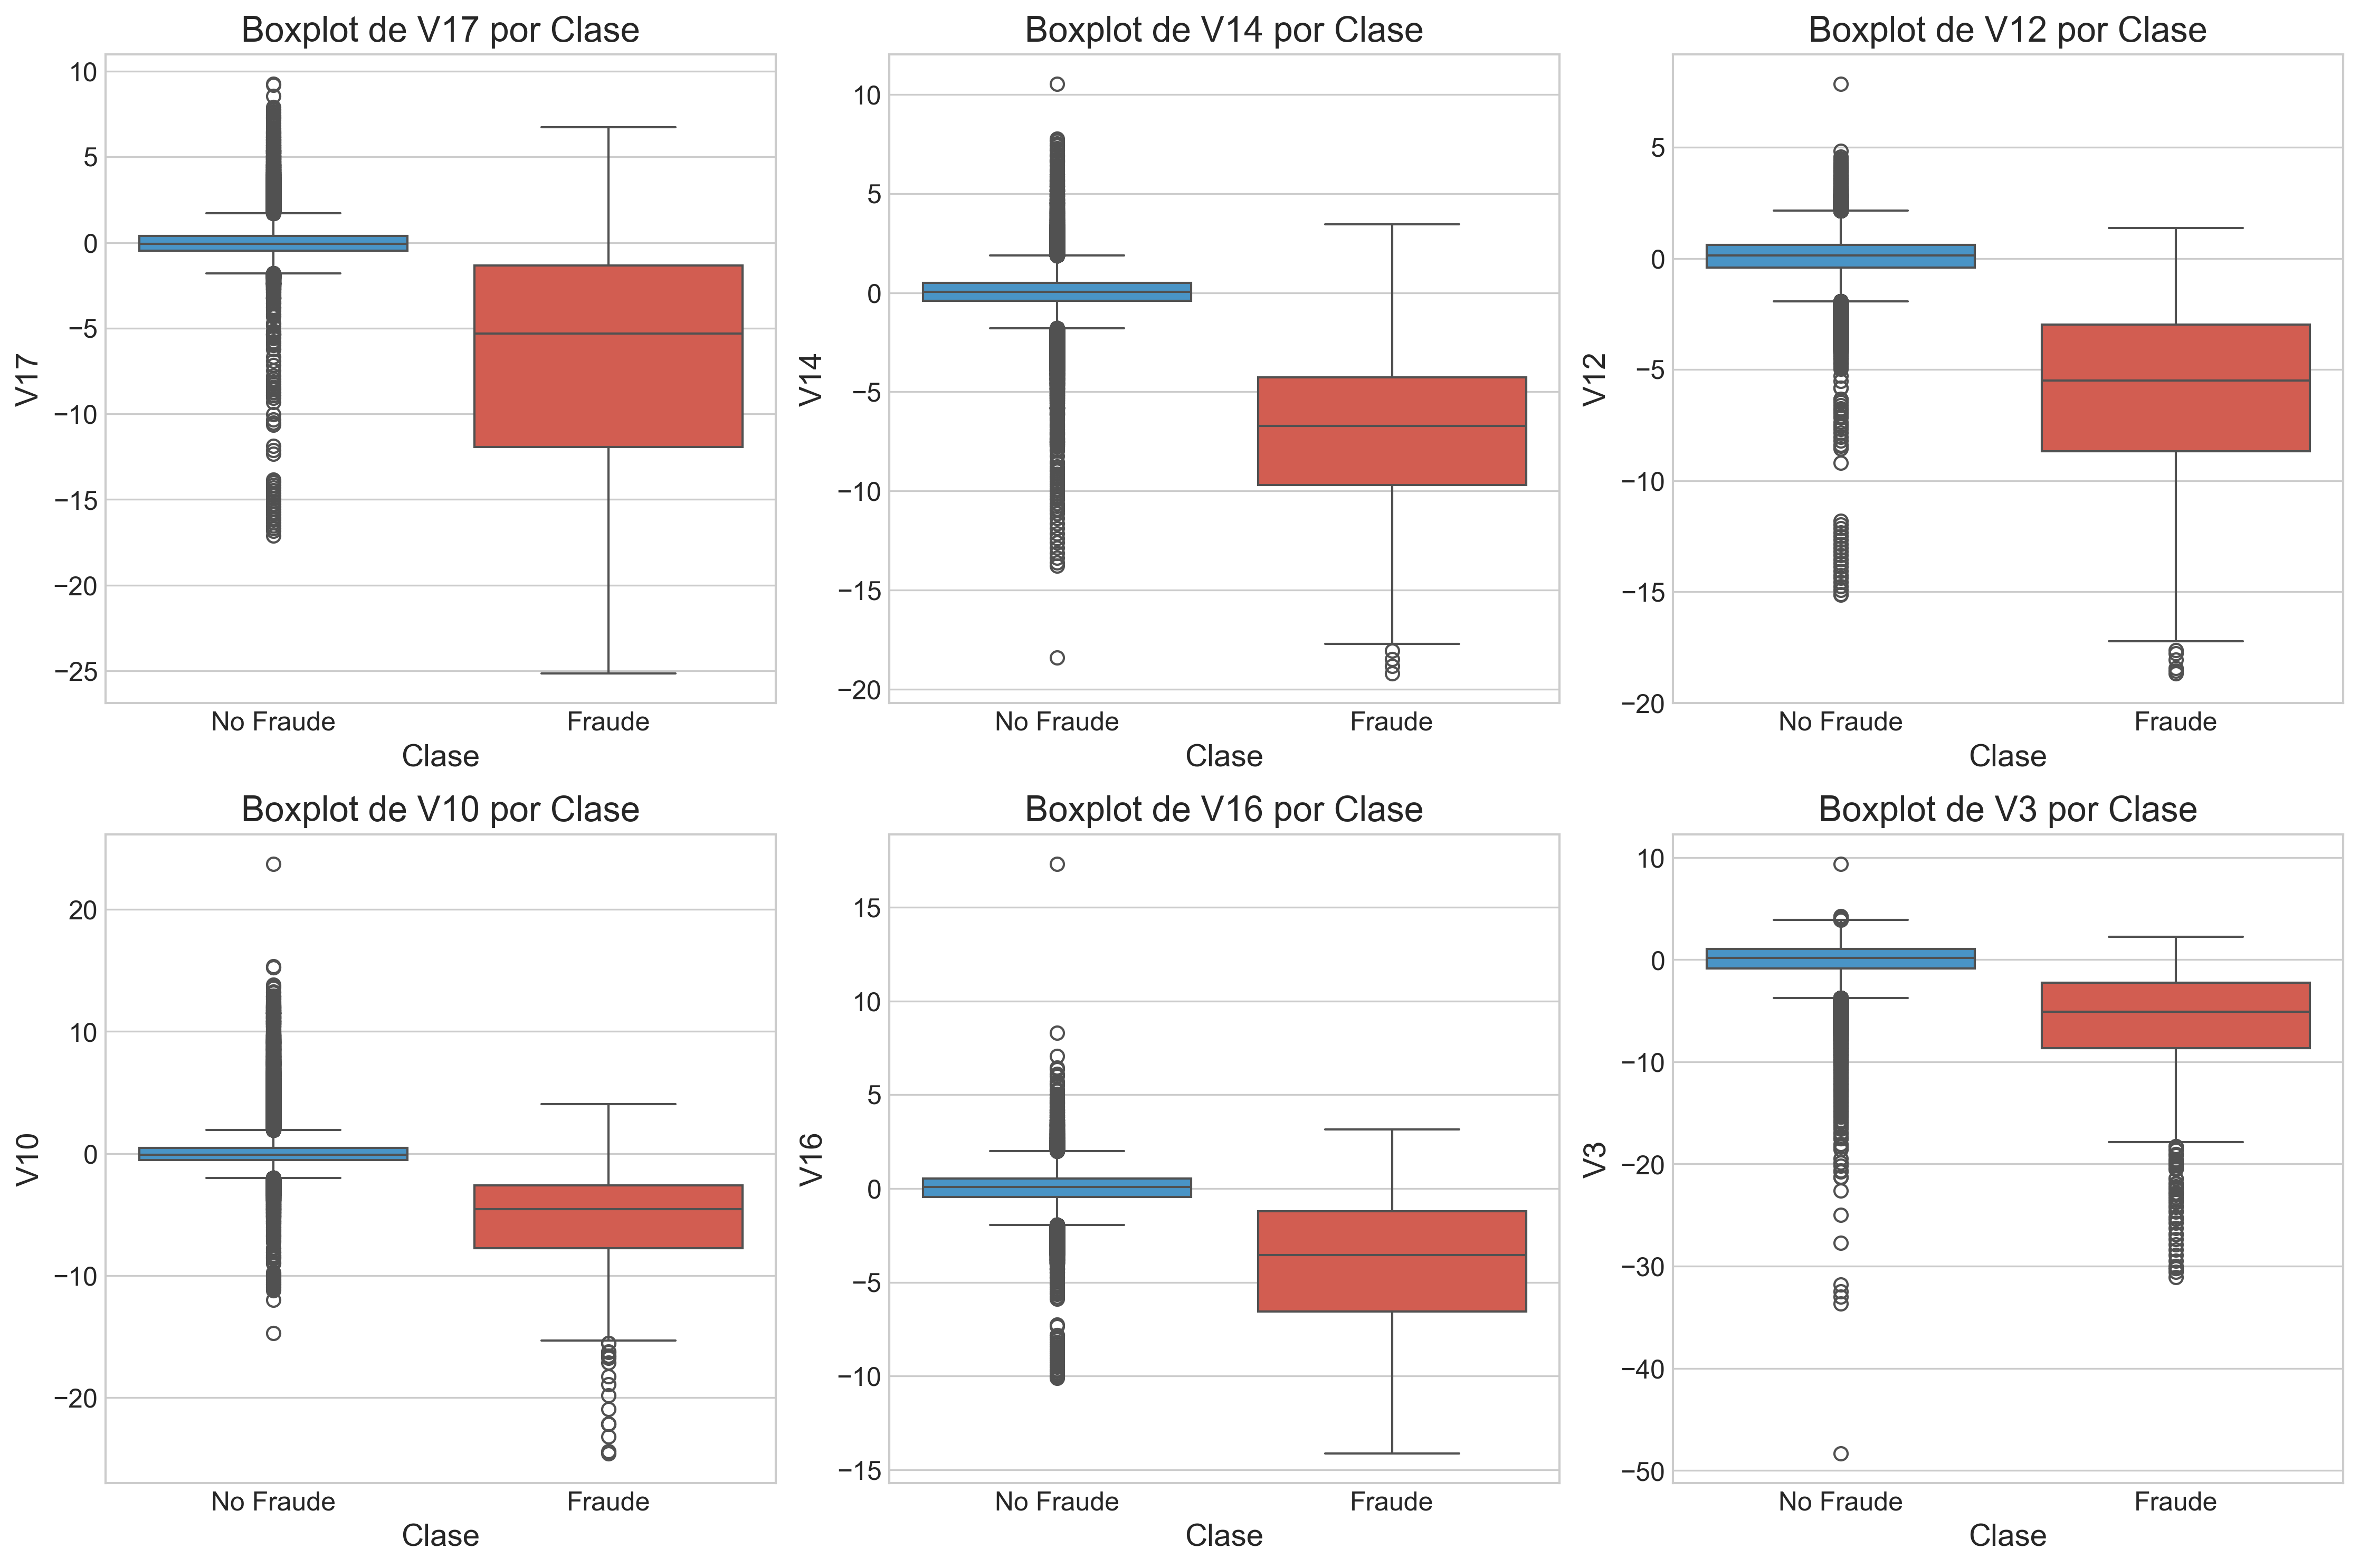 Boxplot de V17 por Clase
10
5
0
−5
−10
−15
−20
−25
V17
No Fraude
Fraude
Clase
Boxplot de V14 por Clase
10
5
0
−5
−10
−15
−20
V14
No Fraude
Fraude
Clase
Boxplot de V12 por Clase
5
0
−5
−10
−15
−20
V12
No Fraude
Fraude
Clase
Boxplot de V10 por Clase
20
10
0
−10
−20
V10
No Fraude
Fraude
Clase
Boxplot de V16 por Clase
15
10
5
0
−5
−10
−15
V16
No Fraude
Fraude
Clase
Boxplot de V3 por Clase
10
0
−10
−20
−30
−40
−50
V3
No Fraude
Fraude
Clase